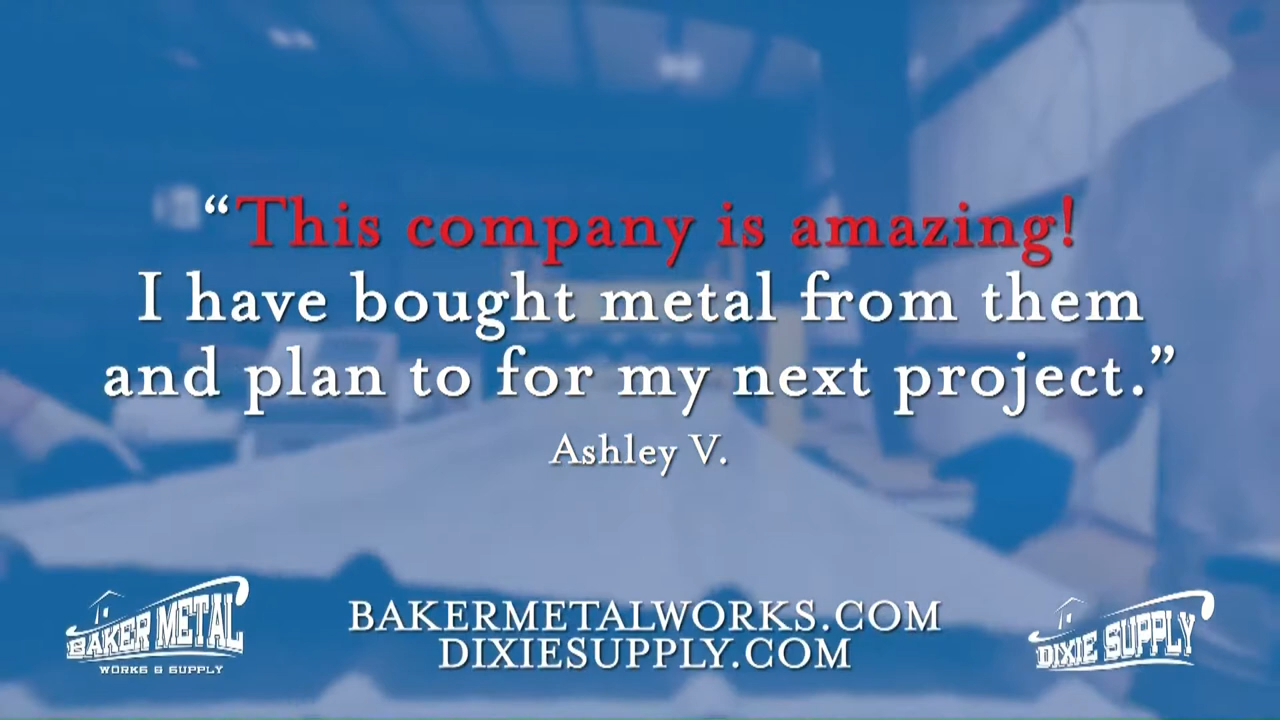 “This company is amazing!
I have bought metal from them
and plan to for my next project.”
Ashley V.
BAKER METAL
WORKS & SUPPLY
BAKERMETALWORKS.COM
DIXIESUPPLY.COM
DIXIE SUPPLY